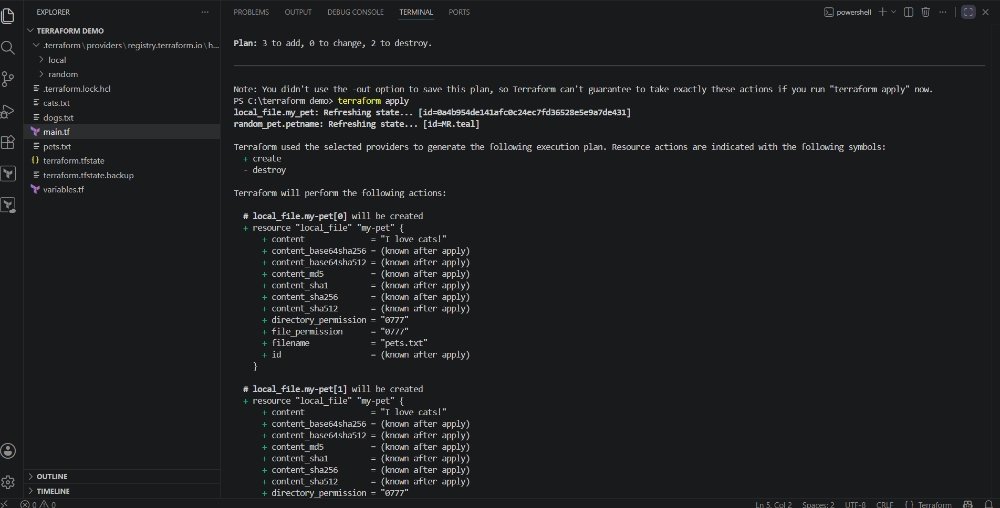 EXPLORER
TERRAFORM DEMO
.terraform\providers\registry.terraform.io\h...
local
random
.terraform.lock.hcl
cats.txt
dogs.txt
main.tf
pets.txt
terraform.tfstate
terraform.tfstate.backup
variables.tf
OUTLINE
TIMELINE
PROBLEMS OUTPUT DEBUG CONSOLE TERMINAL PORTS
powershell
Plan: 3 to add, 0 to change, 2 to destroy.
Note: You didn't use the -out option to save this plan, so Terraform can't guarantee to take exactly these actions if you run "terraform apply" now.
PS C:\terraform demo> terraform apply
local_file.my_pet: Refreshing state... [id=0a4b954de141afc0c24ec7fd36528e5e9a7de431]
random_pet.petname: Refreshing state... [id=MR.teal]
Terraform used the selected providers to generate the following execution plan. Resource actions are indicated with the following symbols:
+ create
- destroy
Terraform will perform the following actions:
# local_file.my-pet[0] will be created
+ resource "local_file" "my-pet" {
+ content = "I love cats!"
+ content_base64sha256 = (known after apply)
+ content_base64sha512 = (known after apply)
+ content_md5 = (known after apply)
+ content_sha1 = (known after apply)
+ content_sha256 = (known after apply)
+ content_sha512 = (known after apply)
+ directory_permission = "0777"
+ file_permission = "0777"
+ filename = "pets.txt"
+ id = (known after apply)
}
# local_file.my-pet[1] will be created
+ resource "local_file" "my-pet" {
+ content = "I love cats!"
+ content_base64sha256 = (known after apply)
+ content_base64sha512 = (known after apply)
+ content_md5 = (known after apply)
+ content_sha1 = (known after apply)
+ content_sha256 = (known after apply)
+ content_sha512 = (known after apply)
+ directory_permission = "0777"
0 0
Ln 5, Col 2 Spaces: 2 UTF-8 CRLF { } Terraform